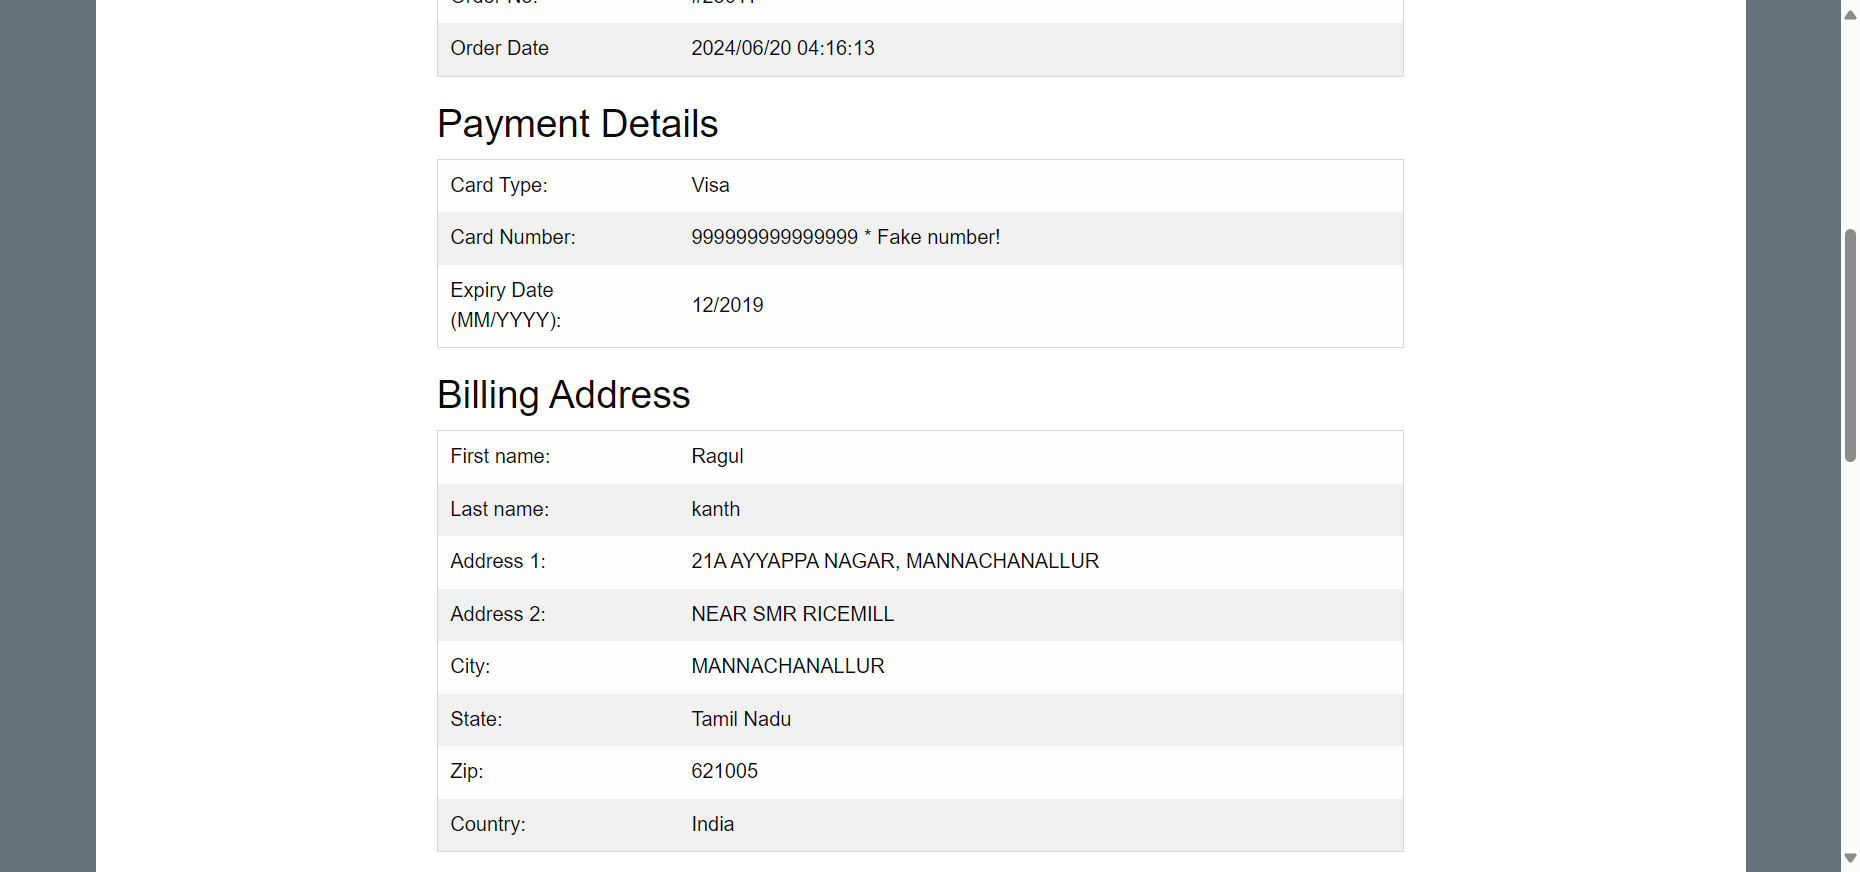 Order Date 2024/06/20 04:16:13
Payment Details
Card Type: Visa
Card Number: 999999999999999 * Fake number!
Expiry Date
(MM/YYYY): 12/2019
Billing Address
First name: Ragul
Last name: kanth
Address 1: 21A AYYAPPA NAGAR, MANNACHANALLUR
Address 2: NEAR SMR RICEMILL
City: MANNACHANALLUR
State: Tamil Nadu
Zip: 621005
Country: India